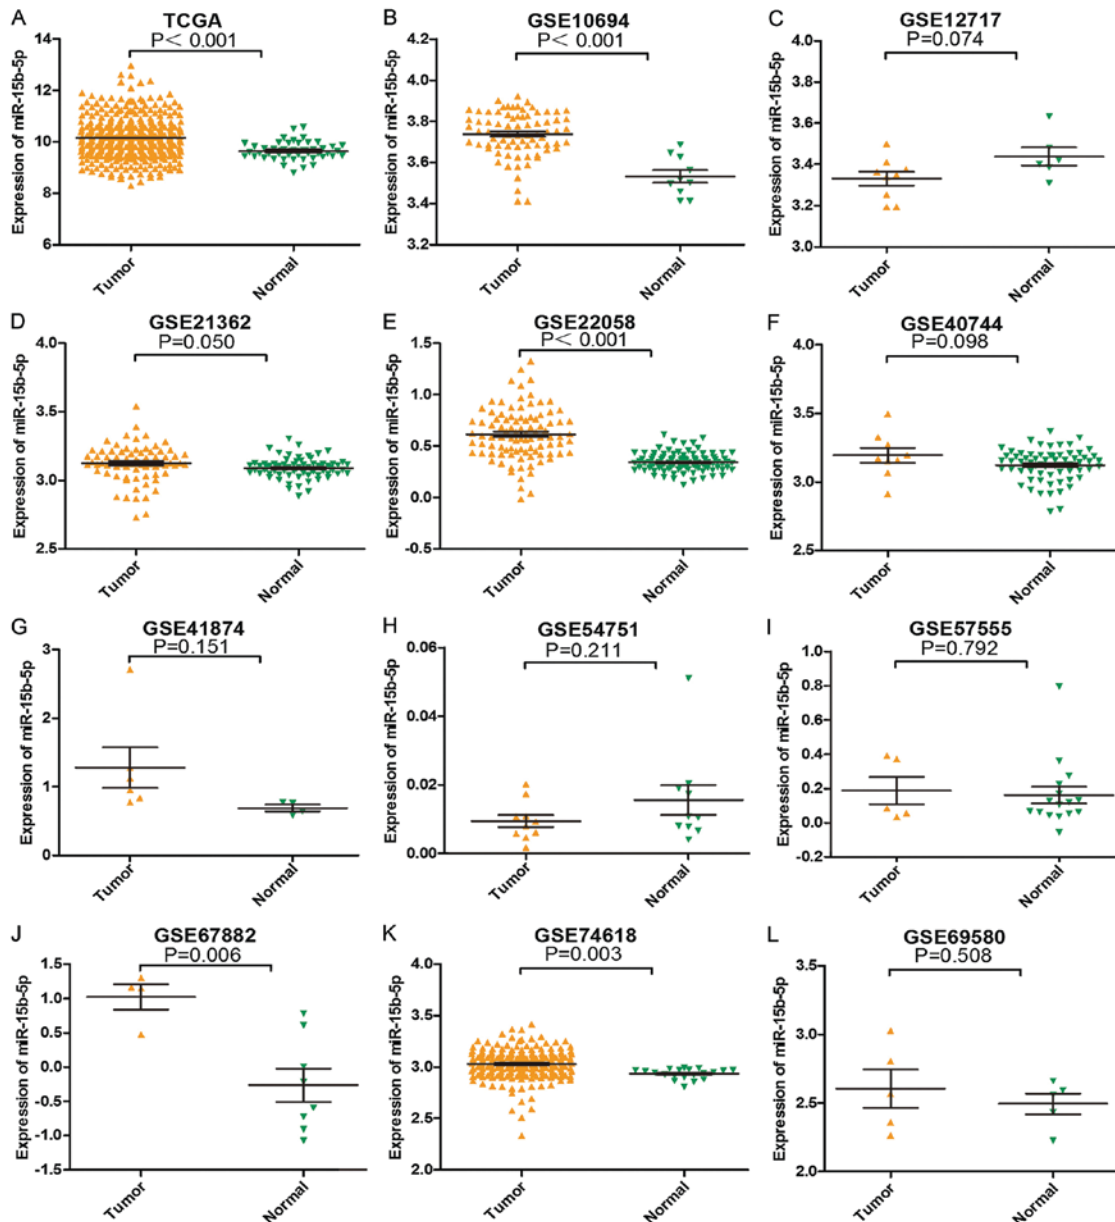 A
TCGA
P< 0.001
Expression of miR-15b-5p
14
12
10
8
6
Tumor
Normal
B
GSE10694
P< 0.001
Expression of miR-15b-5p
4.2
4.0
3.8
3.6
3.4
3.2
Tumor
Normal
C
GSE12717
P=0.074
Expression of miR-15b-5p
4.0
3.8
3.6
3.4
3.2
3.0
Tumor
Normal
D
GSE21362
P=0.050
Expression of miR-15b-5p
4.0
3.5
3.0
2.5
Tumor
Normal
E
GSE22058
P< 0.001
Expression of miR-15b-5p
1.5
1.0
0.5
0.0
-0.5
Tumor
Normal
F
GSE40744
P=0.098
Expression of miR-15b-5p
4.0
3.5
3.0
2.5
Tumor
Normal
G
GSE41874
P=0.151
Expression of miR-15b-5p
3
2
1
0
Tumor
Normal
H
GSE54751
P=0.211
Expression of miR-15b-5p
0.06
0.04
0.02
0.00
Tumor
Normal
I
GSE57555
P=0.792
Expression of miR-15b-5p
1.0
0.8
0.6
0.4
0.2
0.0
-0.2
Tumor
Normal
J
GSE67882
P=0.006
Expression of miR-15b-5p
1.5
1.0
0.5
0.0
-0.5
-1.0
-1.5
Tumor
Normal
K
GSE74618
P=0.003
Expression of miR-15b-5p
4.0
3.5
3.0
2.5
2.0
Tumor
Normal
L
GSE69580
P=0.508
Expression of miR-15b-5p
3.5
3.0
2.5
2.0
Tumor
Normal